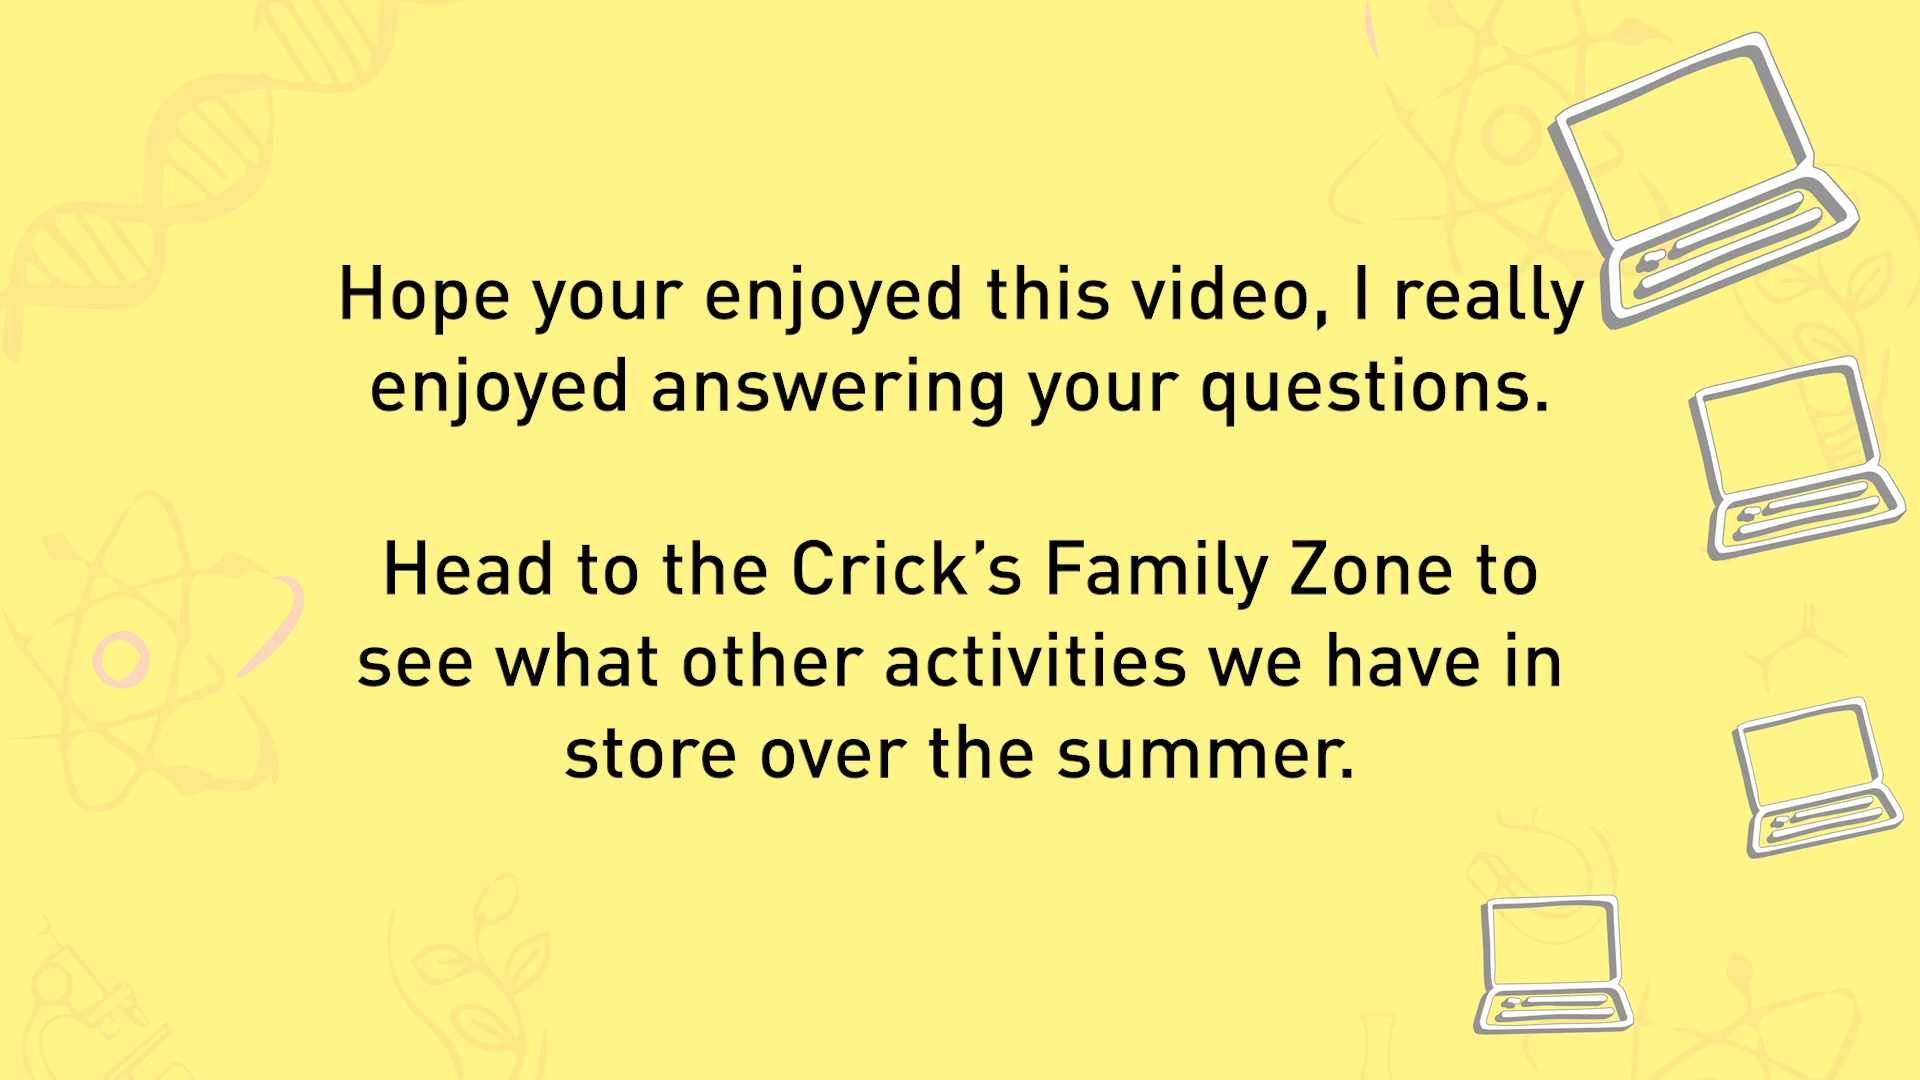 Hope your enjoyed this video, I really
enjoyed answering your questions.
Head to the Crick’s Family Zone to
see what other activities we have in
store over the summer.